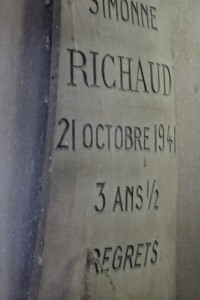 SIMONNE
RICHAUD
21 OCTOBRE 1941
3 ANS 1/2
REGRETS